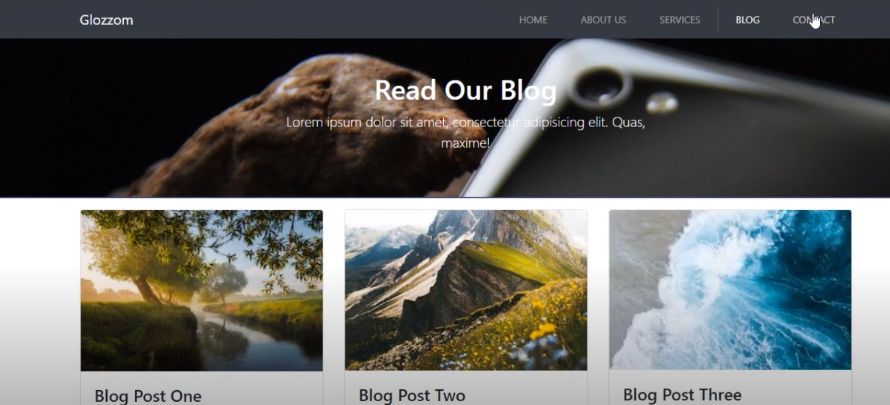 Glozzom
HOME ABOUT US SERVICES BLOG CONTACT
Read Our Blog
Lorem ipsum dolor sit amet, consectetur adipisicing elit. Quas,
maxime!
Blog Post One
Blog Post Two
Blog Post Three